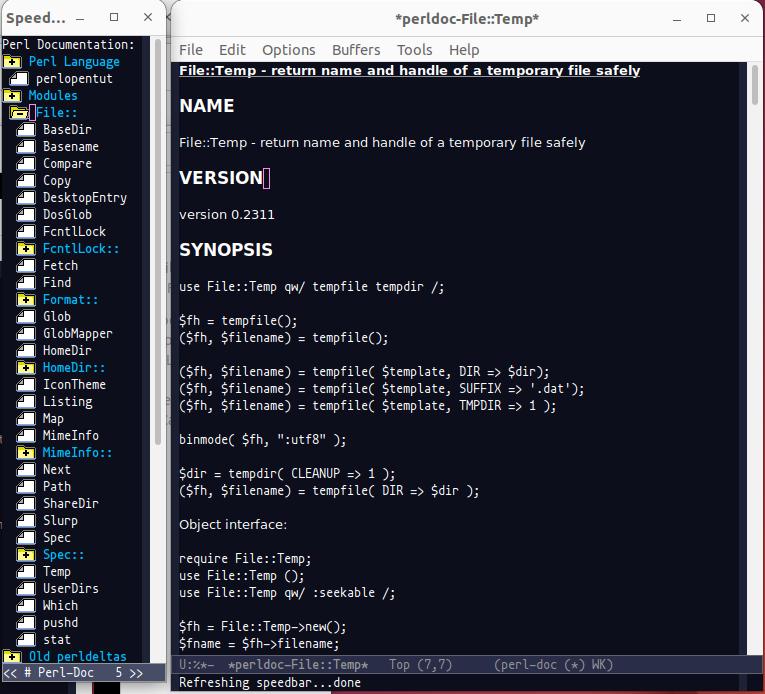 Speed...
Perl Documentation:
Perl Language
perlopentut
Modules
File::
BaseDir
Basename
Compare
Copy
DesktopEntry
DosGlob
FcntlLock
FcntlLock::
Fetch
Find
Format::
Glob
GlobMapper
HomeDir
HomeDir::
IconTheme
Listing
Map
MimeInfo
MimeInfo::
Next
Path
ShareDir
Slurp
Spec
Spec::
Temp
UserDirs
Which
pushd
stat
Old perldeltas
<< # Perl-Doc 5 >>
*perldoc-File::Temp*
File Edit Options Buffers Tools Help
File::Temp - return name and handle of a temporary file safely
NAME
File::Temp - return name and handle of a temporary file safely
VERSION
version 0.2311
SYNOPSIS
use File::Temp qw/ tempfile tempdir /;
$fh = tempfile();
($fh, $filename) = tempfile();
($fh, $filename) = tempfile( $template, DIR => $dir);
($fh, $filename) = tempfile( $template, SUFFIX => '.dat');
($fh, $filename) = tempfile( $template, TMPDIR => 1 );
binmode( $fh, ":utf8" );
$dir = tempdir( CLEANUP => 1 );
($fh, $filename) = tempfile( DIR => $dir );
Object interface:
require File::Temp;
use File::Temp ();
use File::Temp qw/ :seekable /;
$fh = File::Temp->new();
$fname = $fh->filename;
U:%*- *perldoc-File::Temp* Top (7,7) (perl-doc (*) WK)
Refreshing speedbar...done